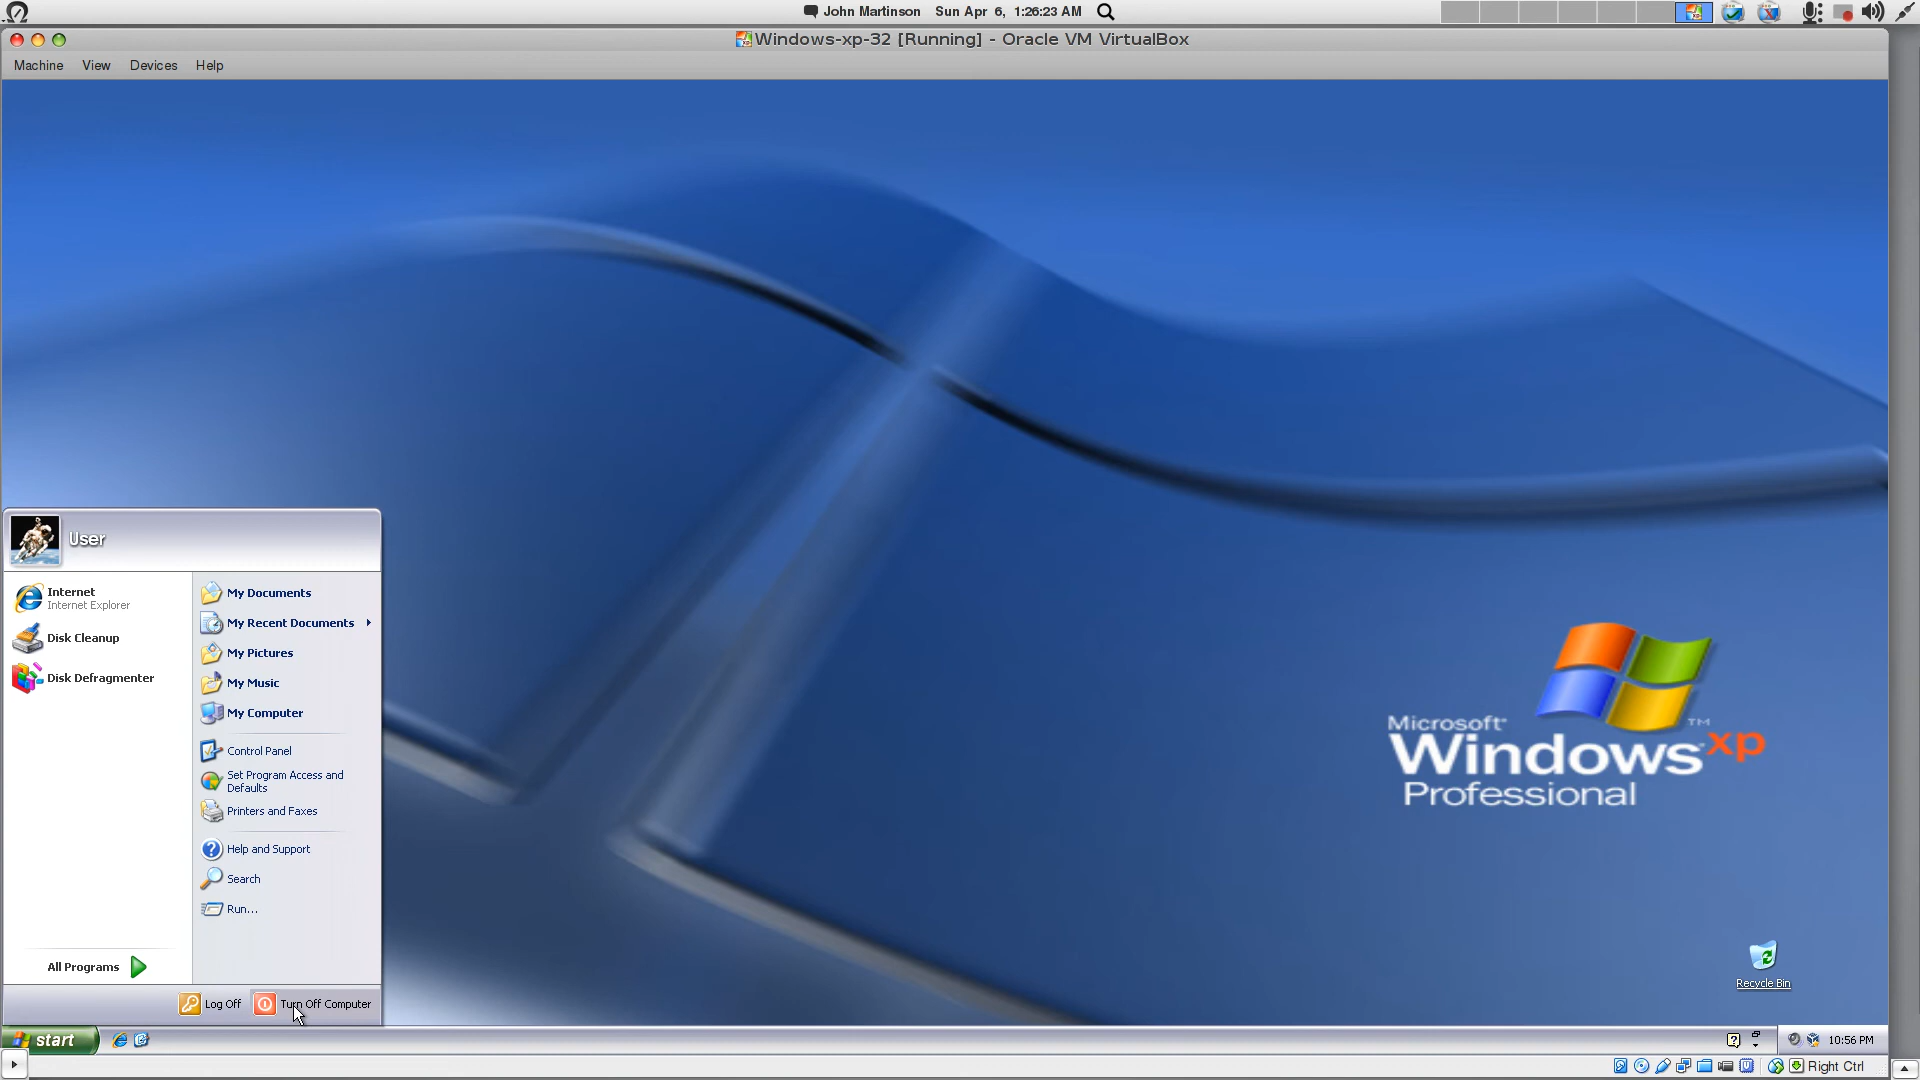 John Martinson Sun Apr 6, 1:26:23 AM
Windows-xp-32 [Running] - Oracle VM VirtualBox
Machine View Devices Help
User
Internet
Internet Explorer
Disk Cleanup
Disk Defragmenter
All Programs
My Documents
My Recent Documents
My Pictures
My Music
My Computer
Control Panel
Set Program Access and
Defaults
Printers and Faxes
Help and Support
Search
Run...
Log Off Turn Off Computer
Microsoft®
Windows xp
TM
Professional
Recycle Bin
start
10:56 PM
Right Ctrl